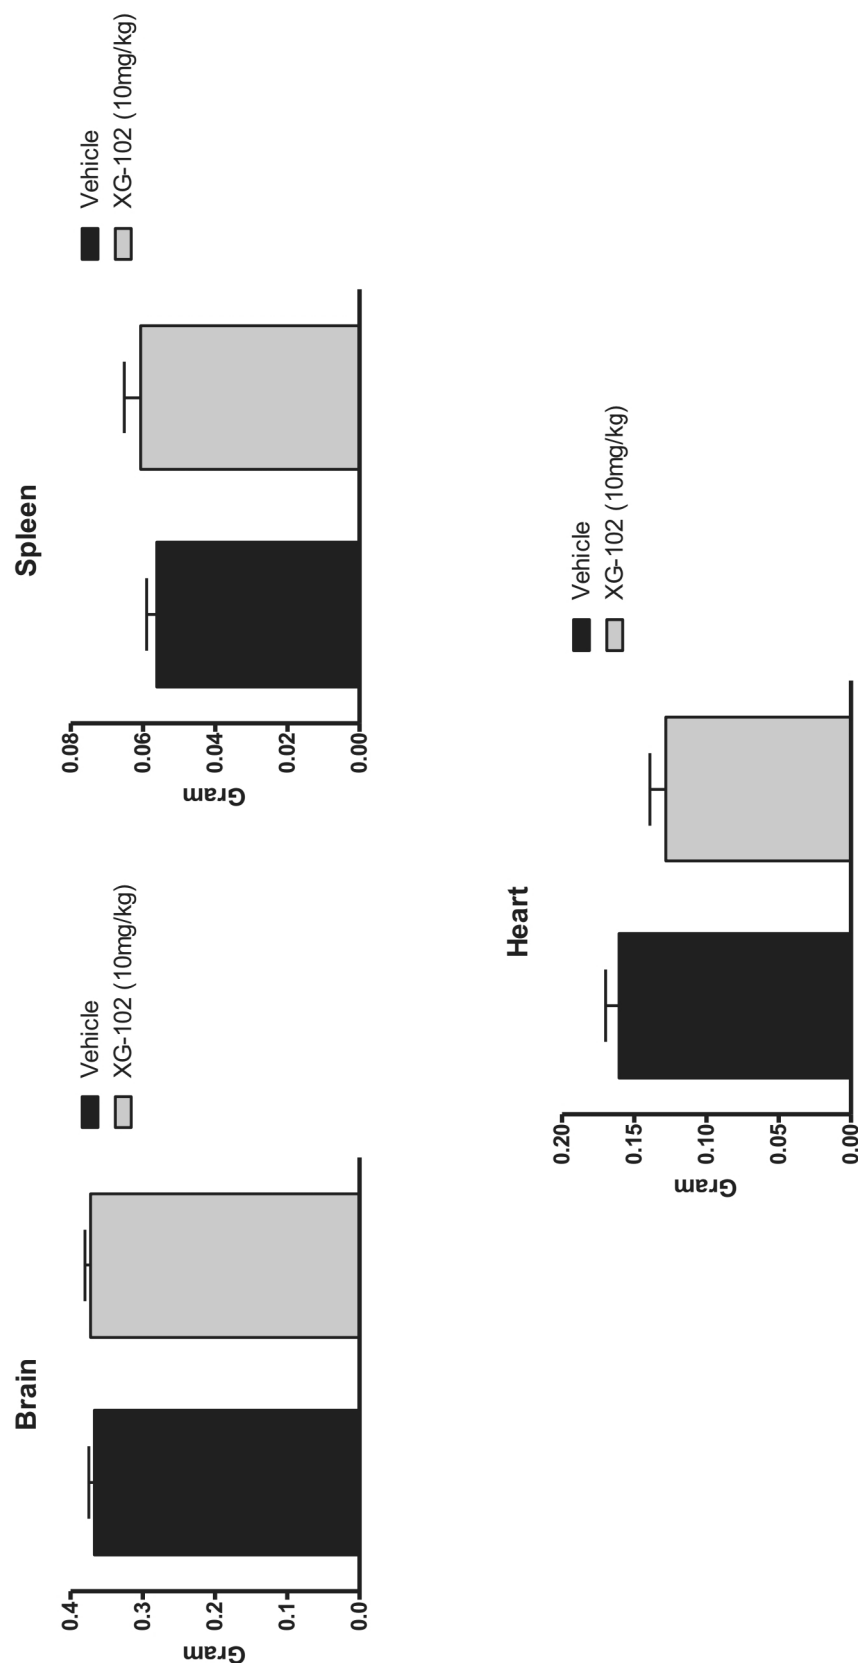 Brain
Gram
0.4
0.3
0.2
0.1
0.0
Vehicle
XG-102 (10mg/kg)
Spleen
Gram
0.08
0.06
0.04
0.02
0.00
Vehicle
XG-102 (10mg/kg)
Heart
Gram
0.20
0.15
0.10
0.05
0.00
Vehicle
XG-102 (10mg/kg)